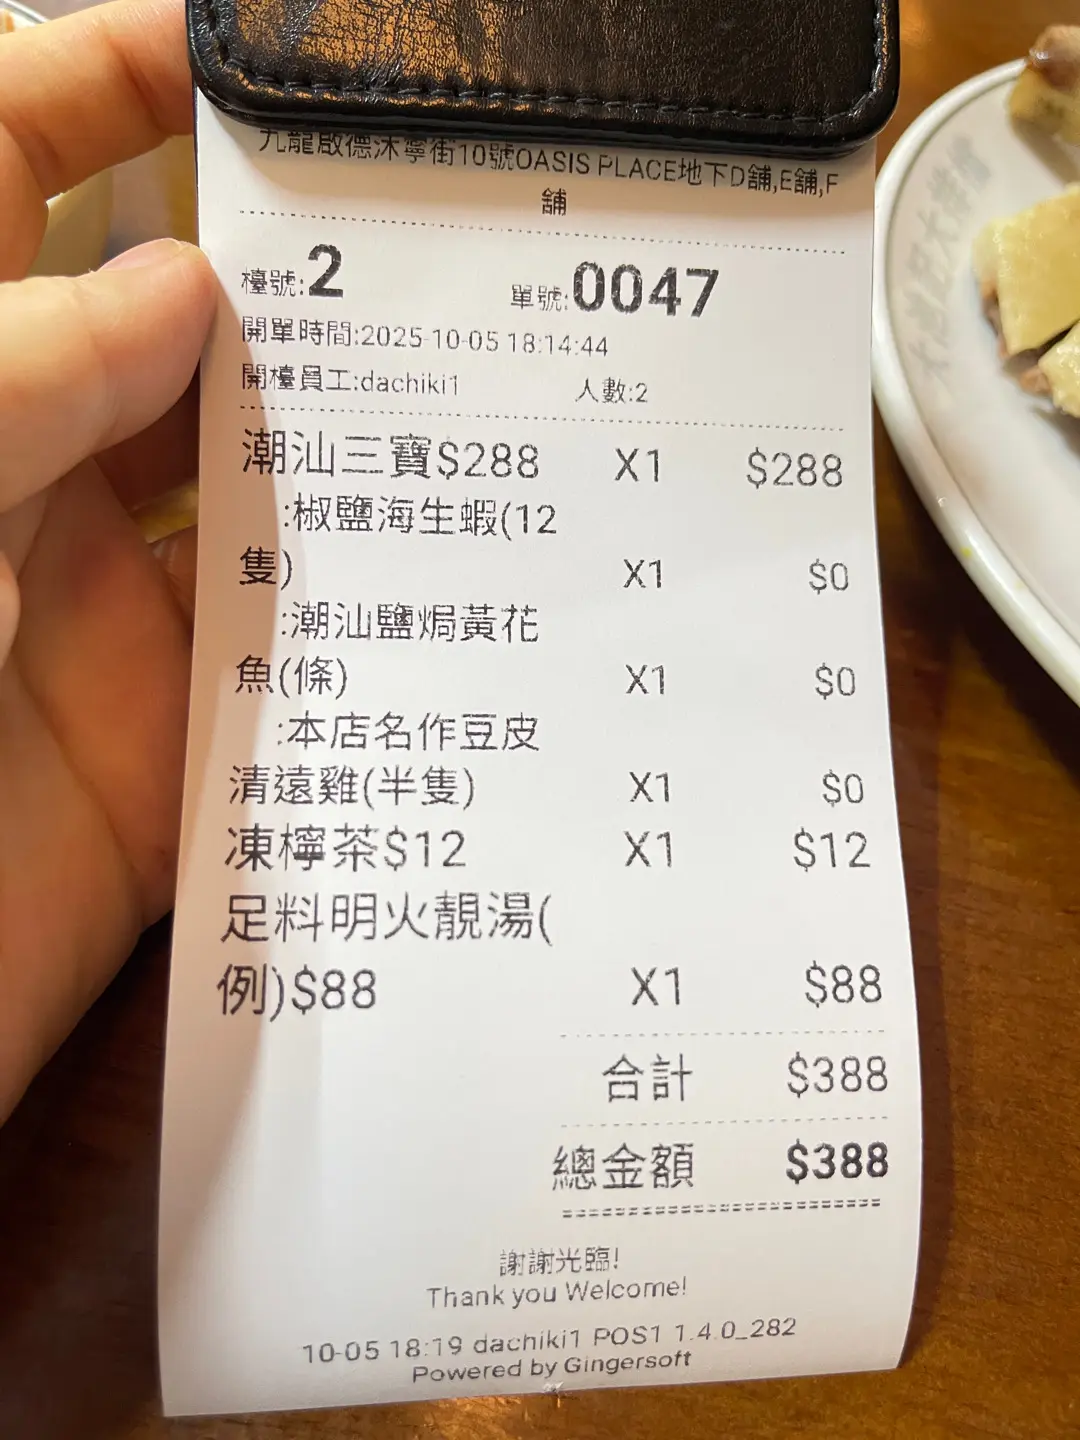 九龍啟德沐寧街10號OASIS PLACE地下D舖,E舖,F
舖
檯號:2 單號:0047
開單時間:2025-10-05 18:14:44
開檯員工:dachiki1 人數:2
潮汕三寶$288 X1 $288
:椒鹽海生蝦(12
隻) X1 $0
:潮汕鹽焗黃花
魚(條) X1 $0
:本店名作豆皮
清遠雞(半隻) X1 $0
凍檸茶$12 X1 $12
足料明火靚湯(
例)$88 X1 $88
合計 $388
總金額 $388
謝謝光臨!
Thank you Welcome!
10-05 18:19 dachiki1 POS1 1.4.0_282
Powered by Gingersoft